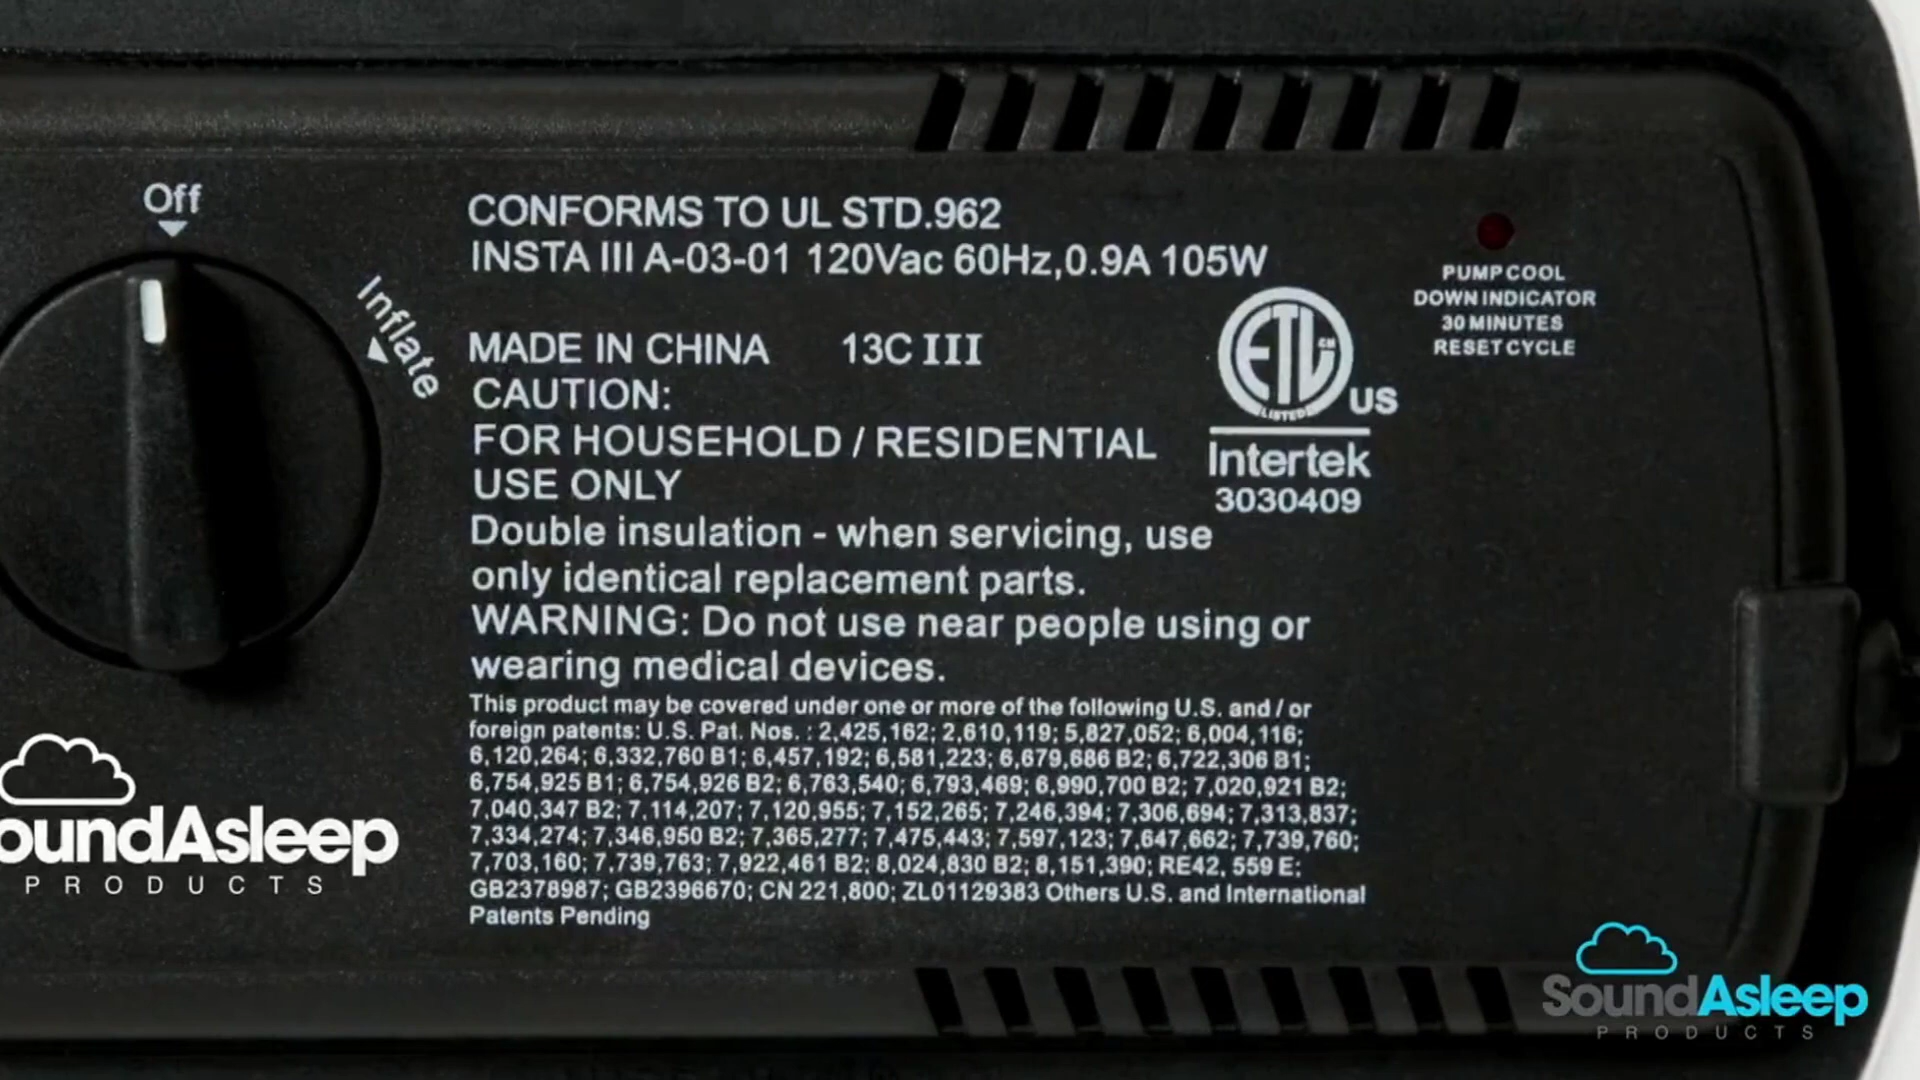 Off
Inflate
CONFORMS TO UL STD.962
INSTA III A-03-01 120Vac 60Hz,0.9A 105W
MADE IN CHINA 13C III
CAUTION:
FOR HOUSEHOLD / RESIDENTIAL
USE ONLY
Double insulation - when servicing, use
only identical replacement parts.
WARNING: Do not use near people using or
wearing medical devices.
This product may be covered under one or more of the following U.S. and / or
foreign patents: U.S. Pat. Nos. : 2,425,162; 2,610,119; 5,827,052; 6,004,116;
6,120,264; 6,332,760 B1; 6,457,192; 6,581,223; 6,679,686 B2; 6,722,306 B1;
6,754,925 B1; 6,754,926 B2; 6,763,540; 6,793,469; 6,990,700 B2; 7,020,921 B2;
7,040,347 B2; 7,114,207; 7,120,955; 7,152,265; 7,246,394; 7,306,694; 7,313,837;
7,334,274; 7,346,950 B2; 7,365,277; 7,475,443; 7,597,123; 7,647,662; 7,739,760;
7,703,160; 7,739,763; 7,922,461 B2; 8,024,830 B2; 8,151,390; RE42, 559 E;
GB2378987; GB2396670; CN 221,800; ZL01129383 Others U.S. and International
Patents Pending
ETL
CM
LISTED
US
Intertek
3030409
PUMP COOL
DOWN INDICATOR
30 MINUTES
RESET CYCLE
oundAsleep
PRODUCTS
SoundAsleep
PRODUCTS